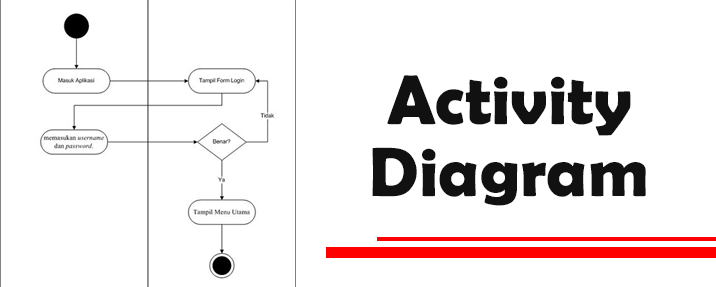 Masuk Aplikasi
Tampil Form Login
Tidak
memasukan username
dan password.
Benar?
Ya
Tampil Menu Utama
Activity
Diagram